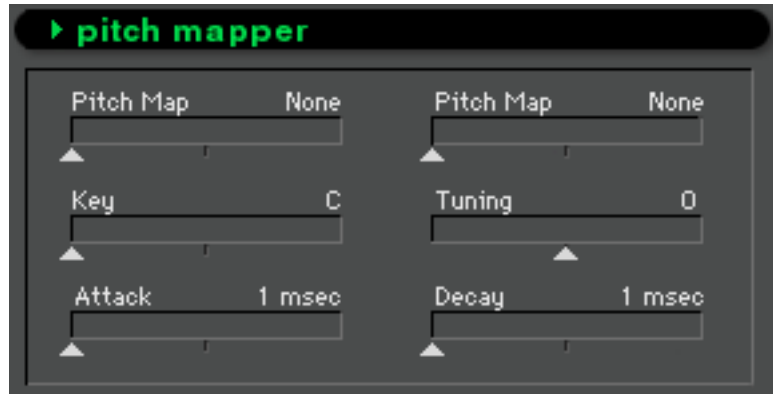 pitch mapper
Pitch Map None Pitch Map None
Key C Tuning 0
Attack 1 msec Decay 1 msec